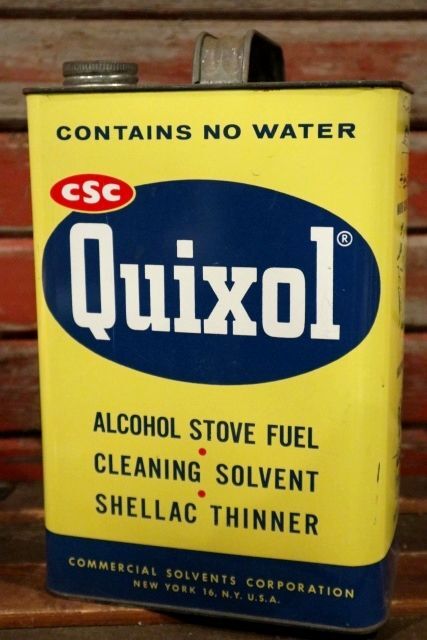 CONTAINS NO WATER
CSC
Quixol®
ALCOHOL STOVE FUEL
CLEANING SOLVENT
SHELLAC THINNER
COMMERCIAL SOLVENTS CORPORATION
NEW YORK 16, N.Y. U.S.A.